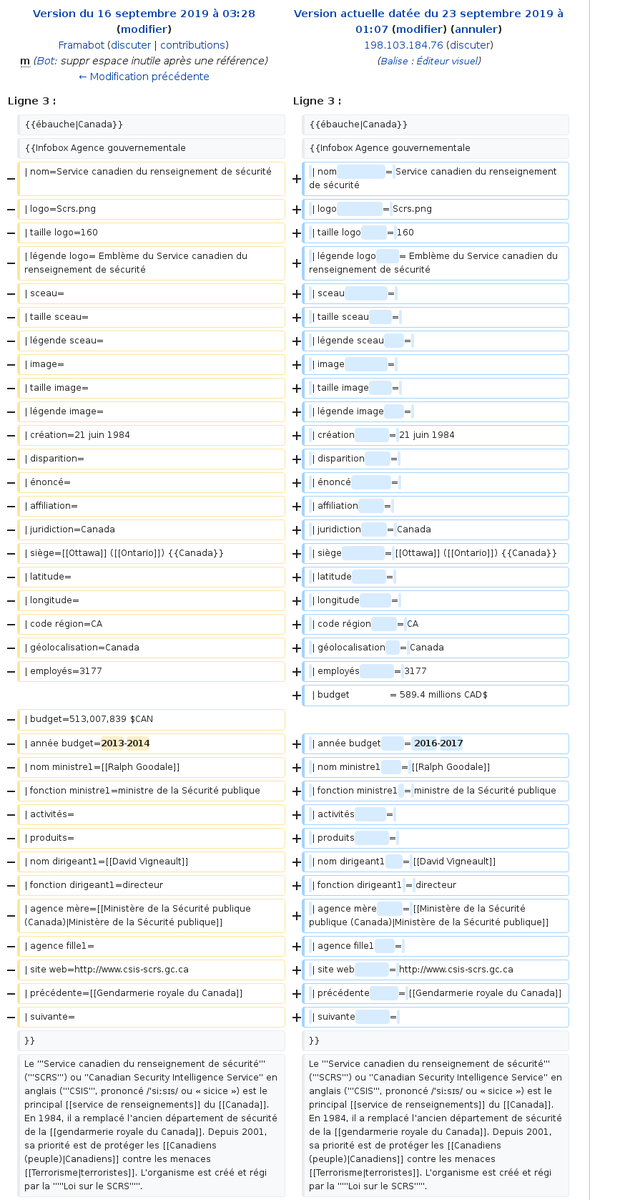 Version du 16 septembre 2019 à 03:28
(modifier)
Framabot (discuter | contributions)
m (Bot: suppr espace inutile après une référence)
← Modification précédente
Version actuelle datée du 23 septembre 2019 à
01:07 (modifier) (annuler)
198.103.184.76 (discuter)
(Balise : Éditeur visuel)
Ligne 3 :
Ligne 3 :
{{ébauche|Canada}}
{{ébauche|Canada}}
{{Infobox Agence gouvernementale
{{Infobox Agence gouvernementale
− | nom=Service canadien du renseignement de sécurité
+ | nom = Service canadien du renseignement
de sécurité
− | logo=Scrs.png
+ | logo = Scrs.png
− | taille logo=160
+ | taille logo = 160
− | légende logo= Emblème du Service canadien du
renseignement de sécurité
+ | légende logo = Emblème du Service canadien du
renseignement de sécurité
− | sceau=
+ | sceau =
− | taille sceau=
+ | taille sceau =
− | légende sceau=
+ | légende sceau =
− | image=
+ | image =
− | taille image=
+ | taille image =
− | légende image=
+ | légende image =
− | création=21 juin 1984
+ | création = 21 juin 1984
− | disparition=
+ | disparition =
− | énoncé=
+ | énoncé =
− | affiliation=
+ | affiliation =
− | juridiction=Canada
+ | juridiction = Canada
− | siège=[[Ottawa]] ([[Ontario]]) {{Canada}}
+ | siège = [[Ottawa]] ([[Ontario]]) {{Canada}}
− | latitude=
+ | latitude =
− | longitude=
+ | longitude =
− | code région=CA
+ | code région = CA
− | géolocalisation=Canada
+ | géolocalisation = Canada
− | employés=3177
+ | employés = 3177
+ | budget = 589.4 millions CAD$
− | budget=513,007,839 $CAN
− | année budget=2013-2014
+ | année budget = 2016-2017
− | nom ministre1=[[Ralph Goodale]]
+ | nom ministre1 = [[Ralph Goodale]]
− | fonction ministre1=ministre de la Sécurité publique
+ | fonction ministre1 = ministre de la Sécurité publique
− | activités=
+ | activités =
− | produits=
+ | produits =
− | nom dirigeant1=[[David Vigneault]]
+ | nom dirigeant1 = [[David Vigneault]]
− | fonction dirigeant1=directeur
+ | fonction dirigeant1 = directeur
− | agence mère=[[Ministère de la Sécurité publique
(Canada)|Ministère de la Sécurité publique]]
+ | agence mère = [[Ministère de la Sécurité
publique (Canada)|Ministère de la Sécurité publique]]
− | agence fille1=
+ | agence fille1 =
− | site web=http://www.csis-scrs.gc.ca
+ | site web = http://www.csis-scrs.gc.ca
− | précédente=[[Gendarmerie royale du Canada]]
+ | précédente = [[Gendarmerie royale du Canada]]
− | suivante=
+ | suivante =
}}
}}
Le '''Service canadien du renseignement de sécurité'''
('''SCRS''') ou ''Canadian Security Intelligence Service'' en
anglais ('''CSIS''', prononcé /'si:sɪs/ ou « sicice ») est le
principal [[service de renseignements]] du [[Canada]].
En 1984, il a remplacé l'ancien département de sécurité
de la [[gendarmerie royale du Canada]]. Depuis 2001,
sa priorité est de protéger les [[Canadiens
(peuple)|Canadiens]] contre les menaces
[[Terrorisme|terroristes]]. L'organisme est créé et régi
par la '''''Loi sur le SCRS'''''.
Le '''Service canadien du renseignement de sécurité'''
('''SCRS''') ou ''Canadian Security Intelligence Service'' en
anglais ('''CSIS''', prononcé /'si:sɪs/ ou « sicice ») est le
principal [[service de renseignements]] du [[Canada]].
En 1984, il a remplacé l'ancien département de sécurité
de la [[gendarmerie royale du Canada]]. Depuis 2001,
sa priorité est de protéger les [[Canadiens
(peuple)|Canadiens]] contre les menaces
[[Terrorisme|terroristes]]. L'organisme est créé et régi
par la '''''Loi sur le SCRS'''''.